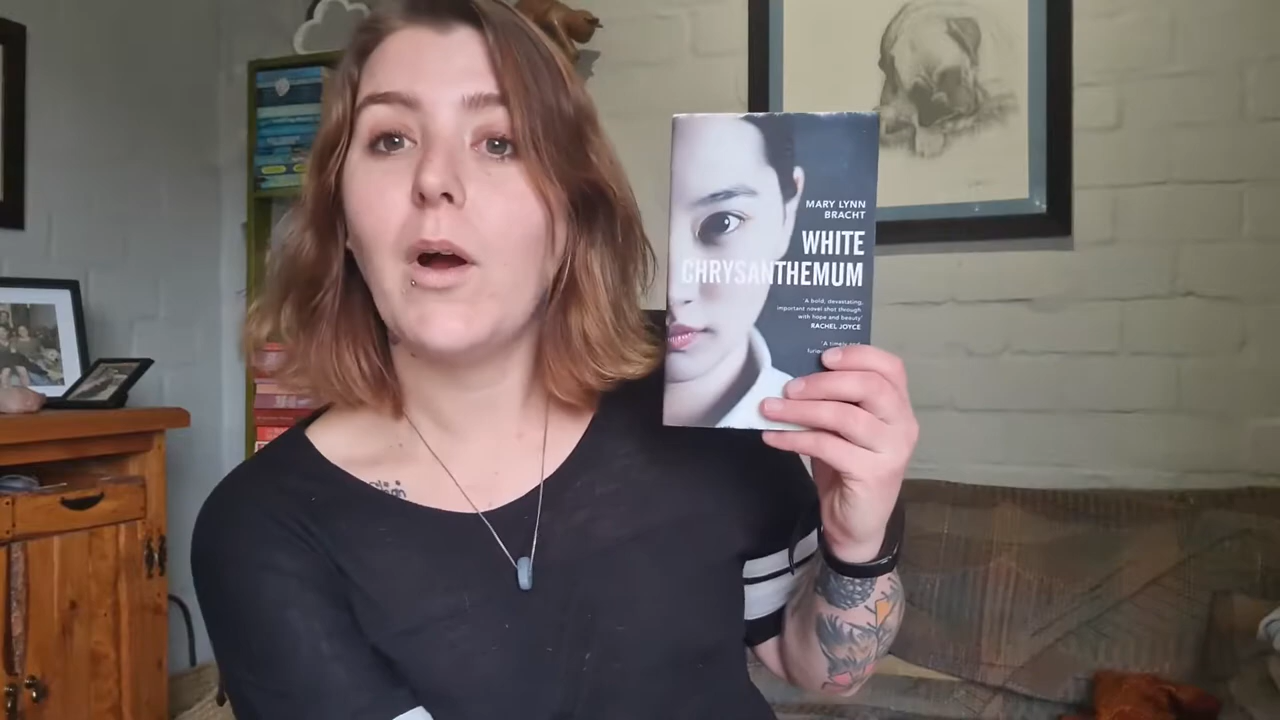 MARY LYNN
BRACHT
WHITE
CHRYSANTHEMUM
'A bold, devastating,
important novel shot through
with hope and beauty'
RACHEL JOYCE
'A timely and